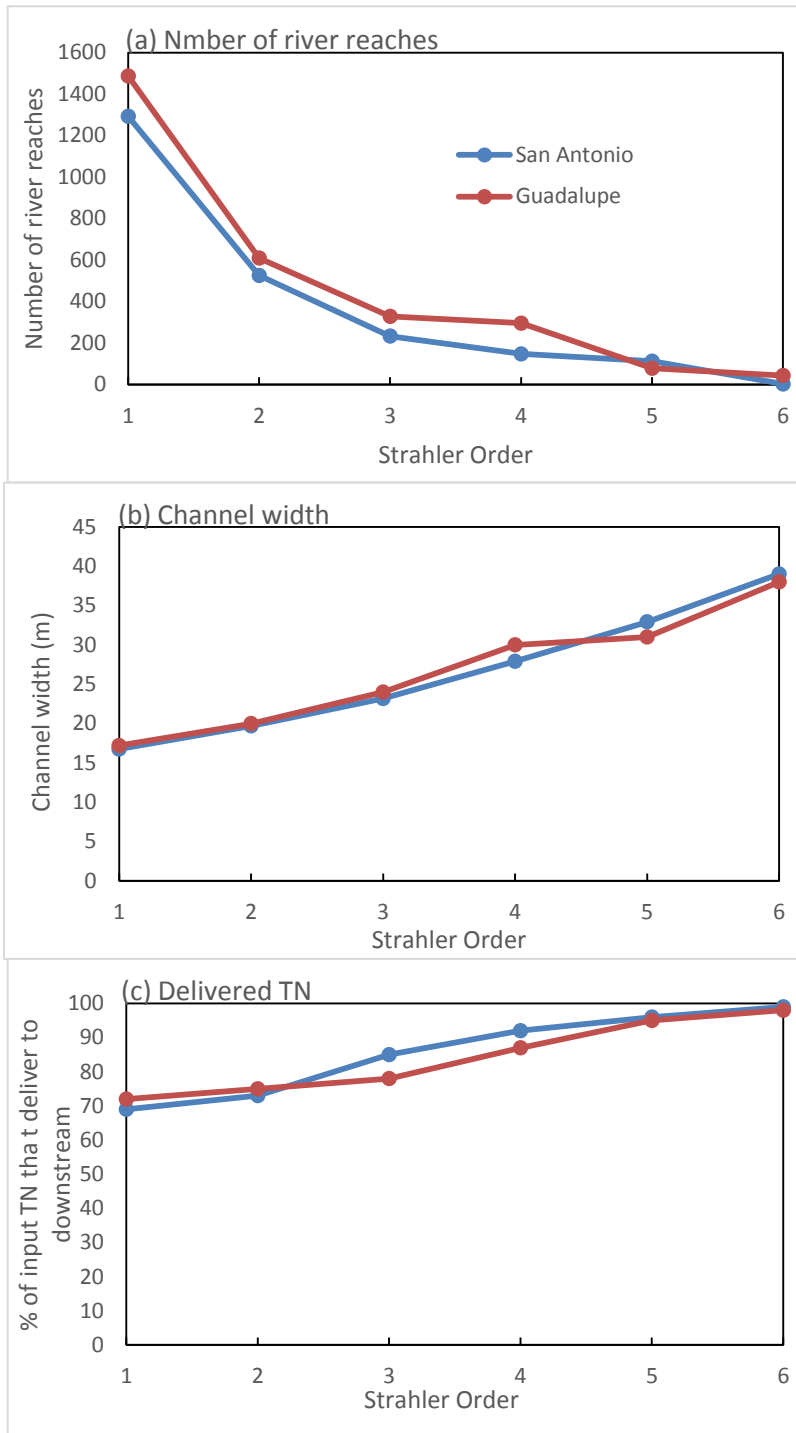 (a) Nmber of river reaches
Number of river reaches
1600
1400
1200
1000
800
600
400
200
0
San Antonio
Guadalupe
1 2 3 4 5 6
Strahler Order
(b) Channel width
Channel width (m)
45
40
35
30
25
20
15
10
5
0
1 2 3 4 5 6
Strahler Order
(c) Delivered TN
% of input TN tha t deliver to
downstream
100
90
80
70
60
50
40
30
20
10
0
1 2 3 4 5 6
Strahler Order